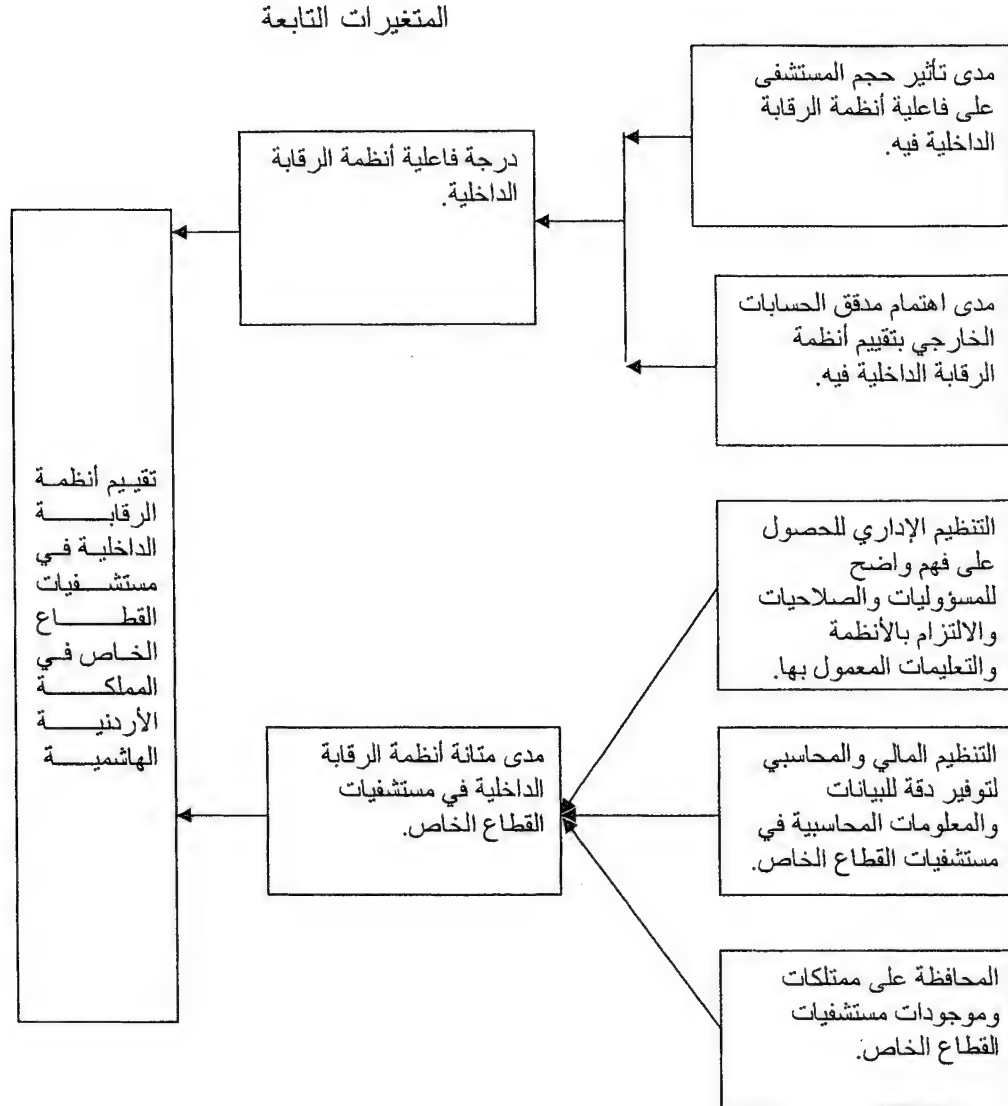 المتغيرات التابعة
مدى تأثير حجم المستشفى
على فاعلية أنظمة الرقابة
الداخلية فيه.
درجة فاعلية أنظمة الرقابة
الداخلية.
مدى اهتمام مدقق الحسابات
الخارجي بتقييم أنظمة
الرقابة الداخلية فيه.
التنظيم الإداري للحصول
على فهم واضح
للمسؤوليات والصلاحيات
والالتزام بالأنظمة
والتعليمات المعمول بها.
التنظيم المالي والمحاسبي
لتوفير دقة للبيانات
والمعلومات المحاسبية في
مستشفيات القطاع الخاص.
مدى متانة أنظمة الرقابة
الداخلية في مستشفيات
القطاع الخاص.
المحافظة على ممتلكات
وموجودات مستشفيات
القطاع الخاص.
تقييم أنظمة
الرقابة
الداخلية في
مستشفيات
القطاع
الخاص في
المملكة
الأردنية
الهاشمية